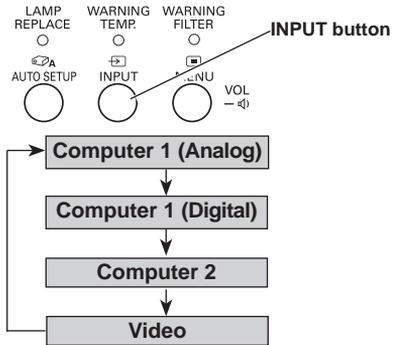 LAMP REPLACE
WARNING TEMP.
WARNING FILTER
INPUT button
A
AUTO SETUP
INPUT
VOL
–
Computer 1 (Analog)
Computer 1 (Digital)
Computer 2
Video